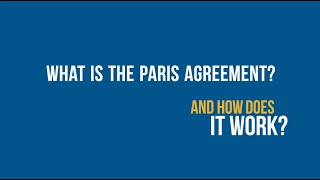 WHAT IS THE PARIS AGREEMENT?
AND HOW DOES
IT WORK?